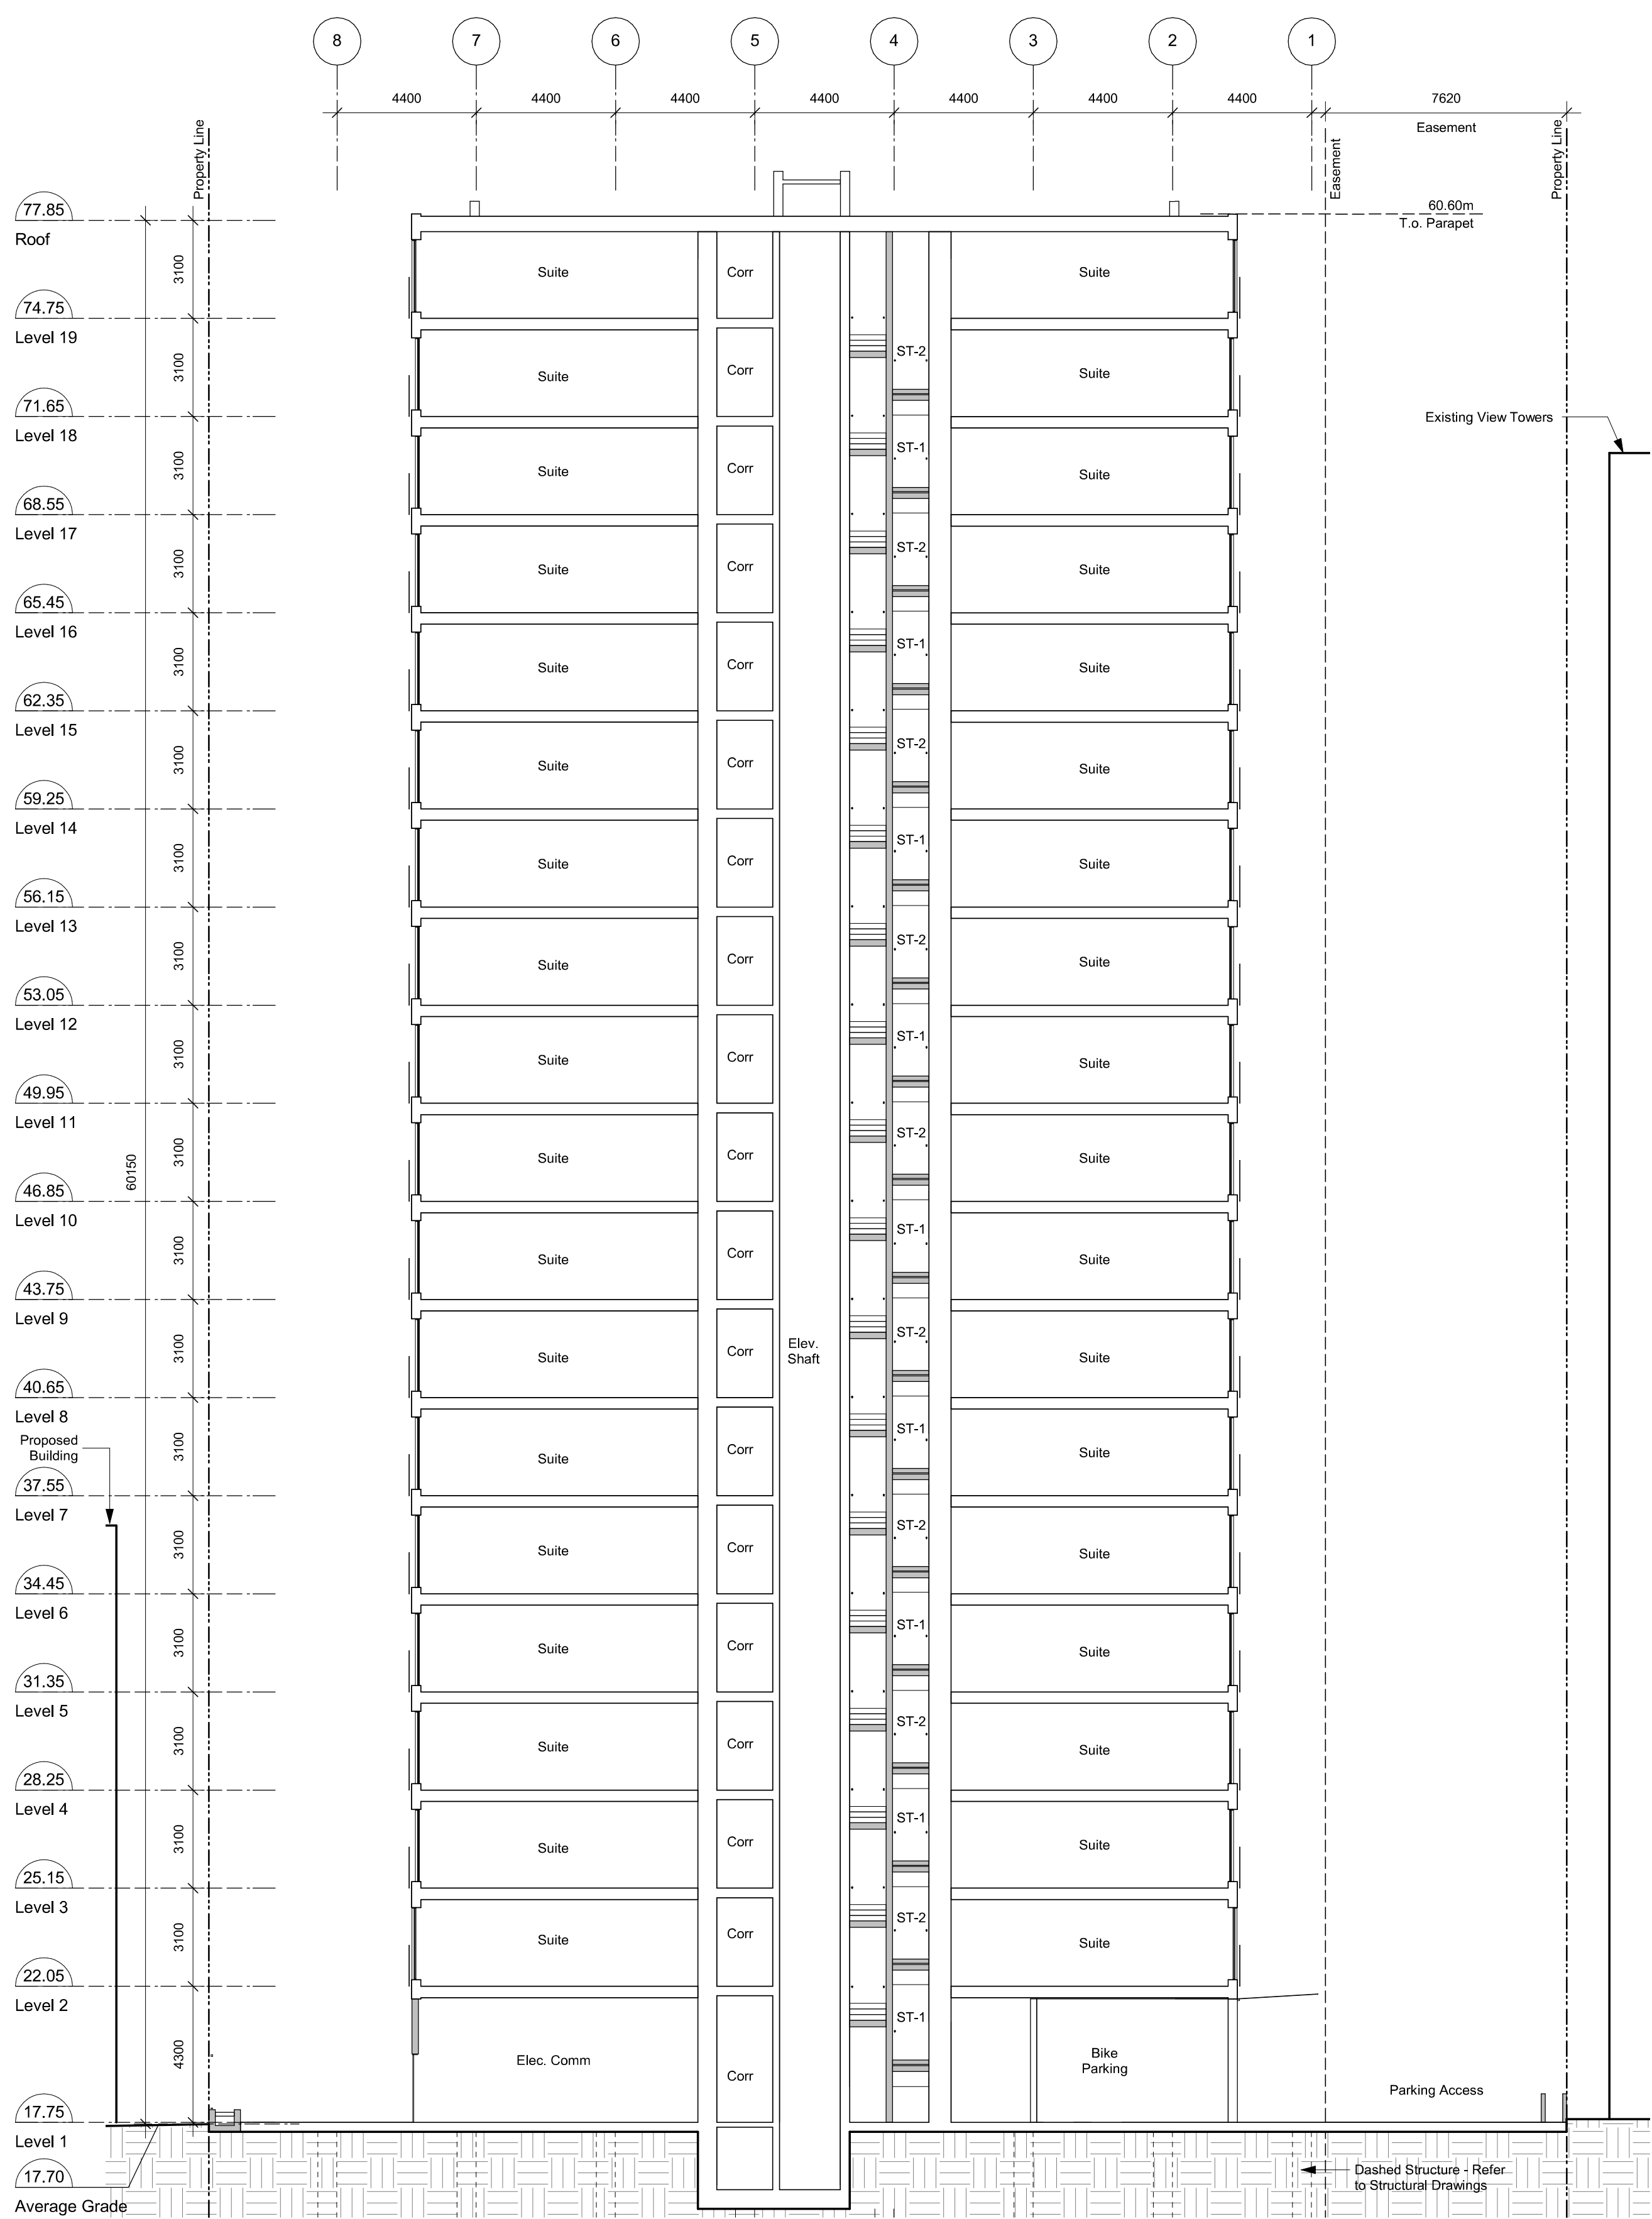 8 7 6 5 4 3 2 1
4400 4400 4400 4400 4400 4400 4400 7620
Easement
Property Line
Easement
Property Line
77.85
Roof
60.60m
T.o. Parapet
3100
Suite Corr Suite
74.75
Level 19
3100
Suite Corr ST-2 Suite
71.65
Level 18
Existing View Towers
3100
Suite Corr ST-1 Suite
68.55
Level 17
3100
Suite Corr ST-2 Suite
65.45
Level 16
3100
Suite Corr ST-1 Suite
62.35
Level 15
3100
Suite Corr ST-2 Suite
59.25
Level 14
3100
Suite Corr ST-1 Suite
56.15
Level 13
3100
Suite Corr ST-2 Suite
53.05
Level 12
3100
Suite Corr ST-1 Suite
49.95
Level 11
3100
60150
Suite Corr ST-2 Suite
46.85
Level 10
3100
Suite Corr ST-1 Suite
43.75
Level 9
3100
Suite Corr Elev. ST-2 Suite
Shaft
40.65
Level 8
Proposed
Building
3100
Suite Corr ST-1 Suite
37.55
Level 7
3100
Suite Corr ST-2 Suite
34.45
Level 6
3100
Suite Corr ST-1 Suite
31.35
Level 5
3100
Suite Corr ST-2 Suite
28.25
Level 4
3100
Suite Corr ST-1 Suite
25.15
Level 3
3100
Suite Corr ST-2 Suite
22.05
Level 2
ST-1
4300
Elec. Comm
Corr
Bike
Parking
Parking Access
17.75
Level 1
17.70
Average Grade
Dashed Structure - Refer
to Structural Drawings